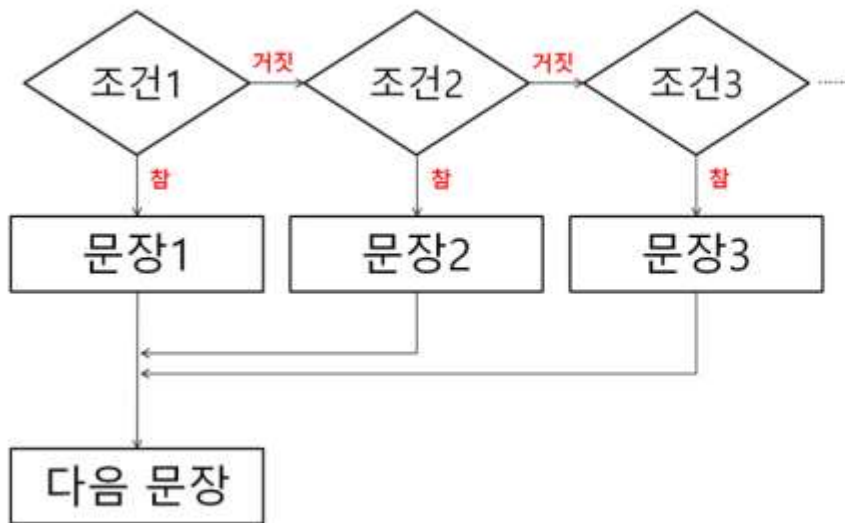 조건1 거짓 조건2 거짓 조건3 ......
참 참 참
문장1 문장2 문장3
다음 문장